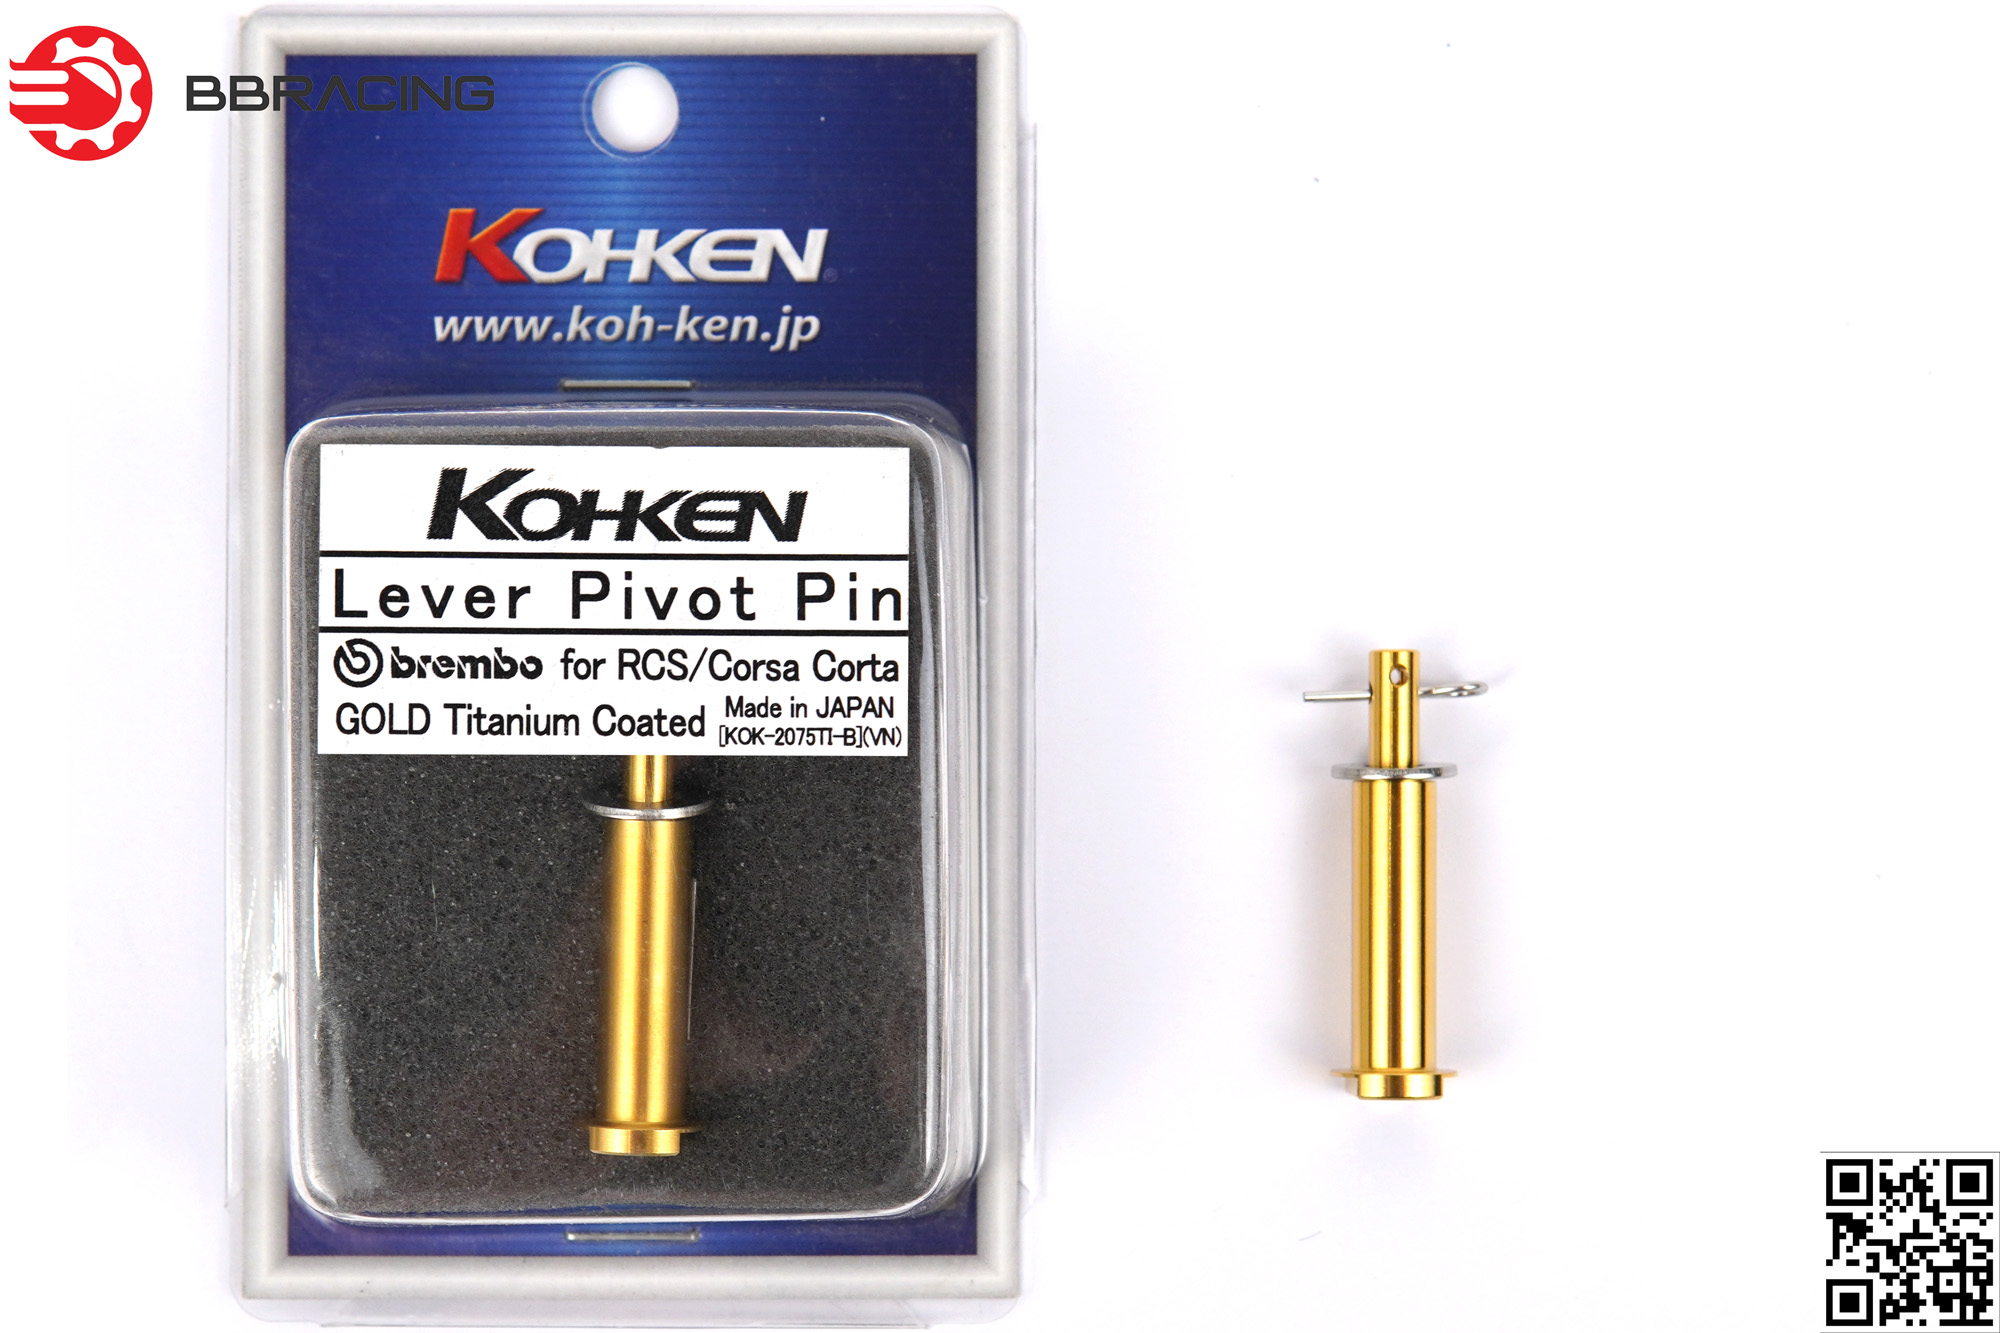 BBRACING
KOHKEN®
www.koh-ken.jp
KOHKEN
Lever Pivot Pin
brembo for RCS/Corsa Corta
GOLD Titanium Coated Made in JAPAN
[KOK-2075TI-B](VN)